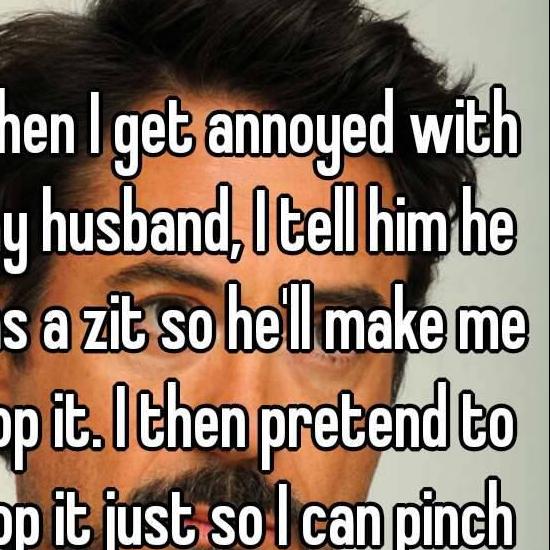 hen I get annoyed with
y husband, I tell him he
s a zit so he'll make me
op it. I then pretend to
op it just so I can pinch